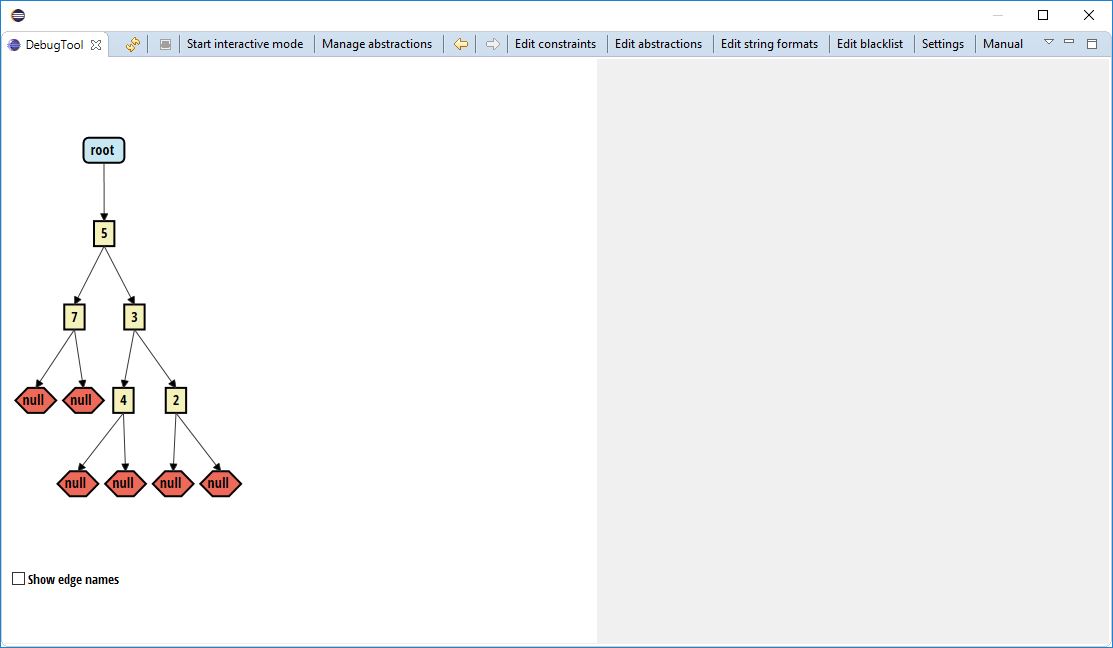 DebugTool
Start interactive mode Manage abstractions Edit constraints Edit abstractions Edit string formats Edit blacklist Settings Manual
root
5
7 3
null null 4 2
null null null null
Show edge names